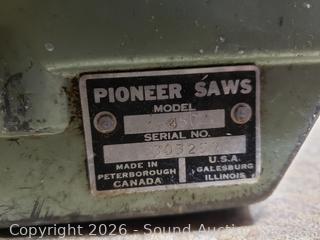 PIONEER SAWS
MODEL
SERIAL NO.
MADE IN
PETERBOROUGH
CANADA
U.S.A.
GALESBURG
ILLINOIS
Copyright 2026 - Sound Auction